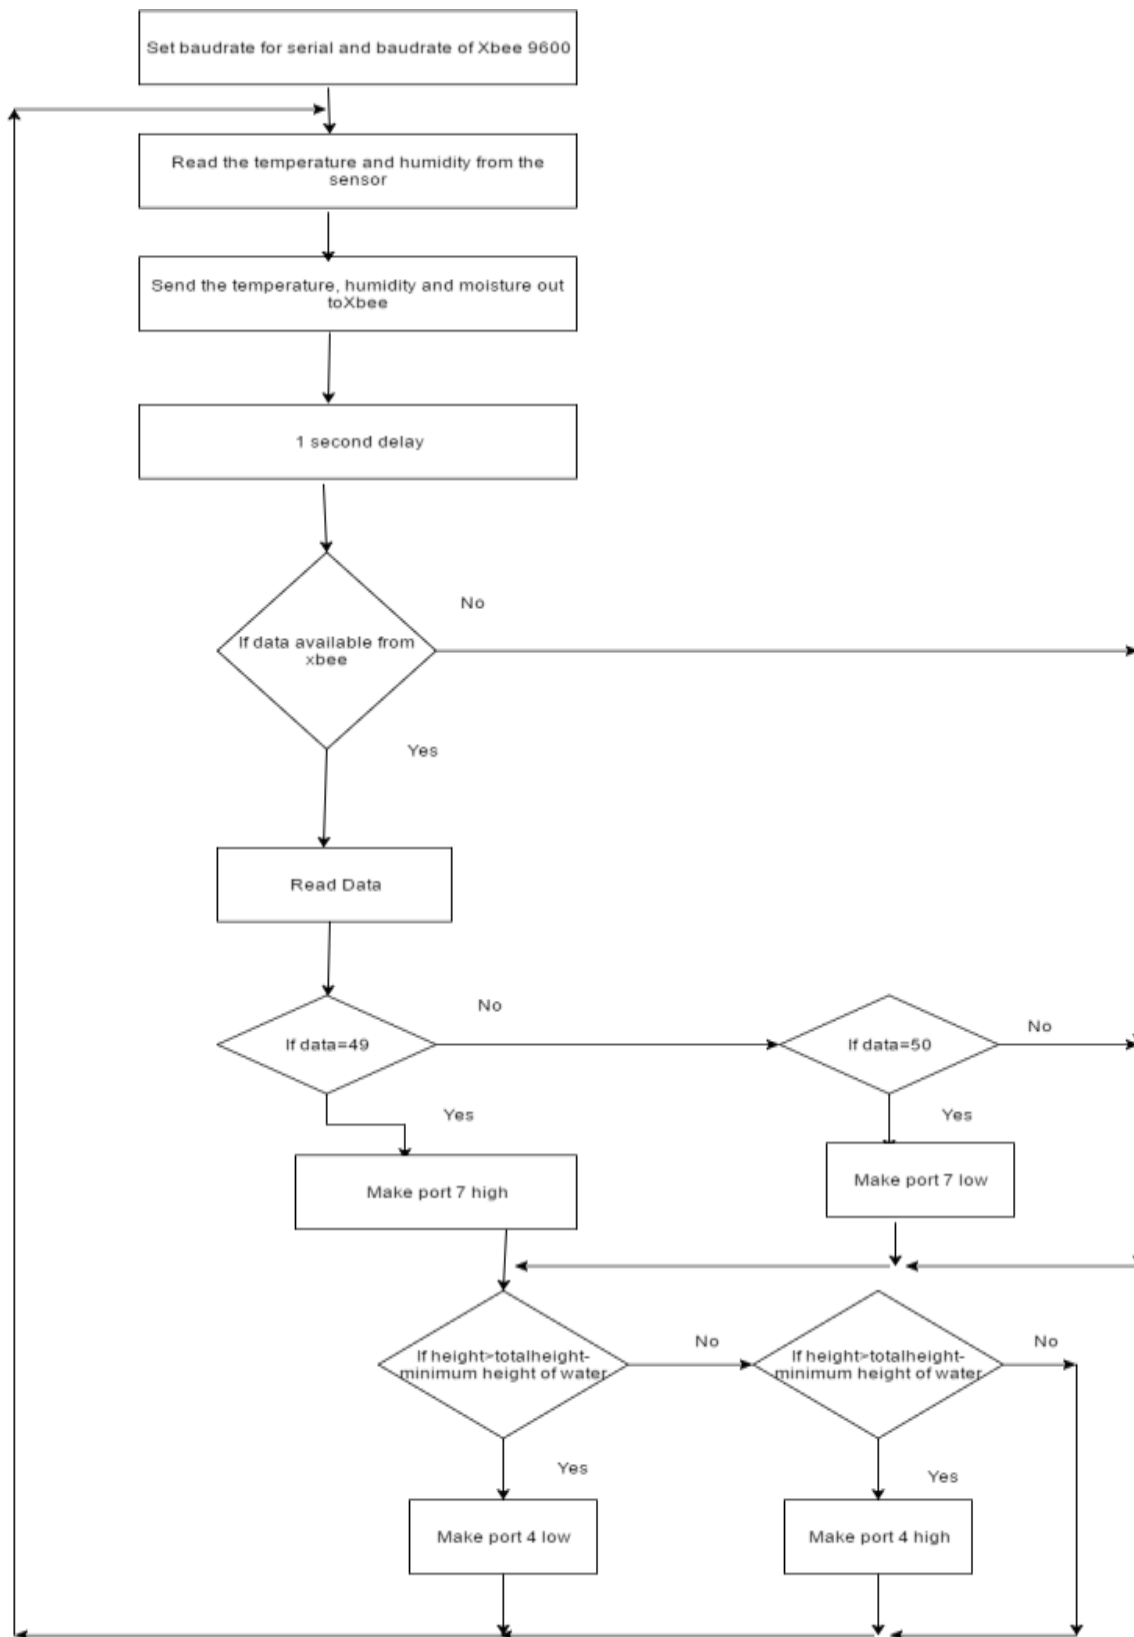 Set baudrate for serial and baudrate of Xbee 9600
Read the temperature and humidity from the
sensor
Send the temperature, humidity and moisture out
toXbee
1 second delay
No
If data available from
xbee
Yes
Read Data
No
If data=49
If data=50
No
Yes
Yes
Make port 7 high
Make port 7 low
If height>totalheight-
minimum height of water
No
If height>totalheight-
minimum height of water
No
Yes
Yes
Make port 4 low
Make port 4 high